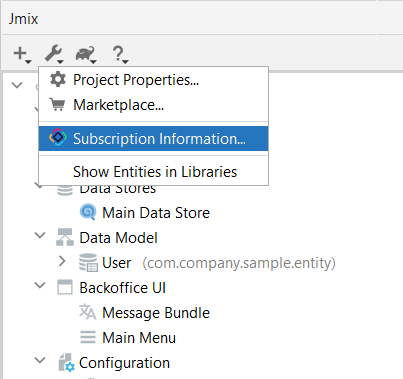 Jmix
Project Properties...
Marketplace...
Subscription Information...
Show Entities in Libraries
Data Stores
Main Data Store
Data Model
User (com.company.sample.entity)
Backoffice UI
Message Bundle
Main Menu
Configuration